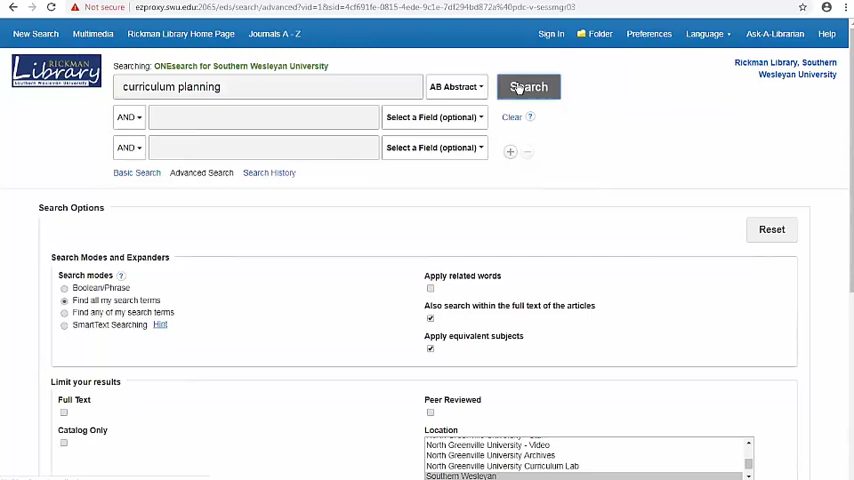 Not secure | ezproxy.swu.edu:2065/eds/search/advanced?vid=1&sid=4cf691fe-0815-4ede-9c1e-7df294bd872a%40pdc-v-sessmgr03
New Search Multimedia Rickman Library Home Page Journals A - Z Sign In Folder Preferences Language Ask-A-Librarian Help
RICKMAN
Library
Searching: ONEsearch for Southern Wesleyan University
Rickman Library, Southern
Wesleyan University
curriculum planning AB Abstract Search
AND Select a Field (optional) Clear ?
AND Select a Field (optional)
Basic Search Advanced Search Search History
Search Options
Reset
Search Modes and Expanders
Search modes ?
Boolean/Phrase
Find all my search terms
Find any of my search terms
SmartText Searching Hint
Apply related words
Also search within the full text of the articles
Apply equivalent subjects
Limit your results
Full Text
Catalog Only
Peer Reviewed
Location
North Greenville University - Video
North Greenville University Archives
North Greenville University Curriculum Lab
Southern Wesleyan